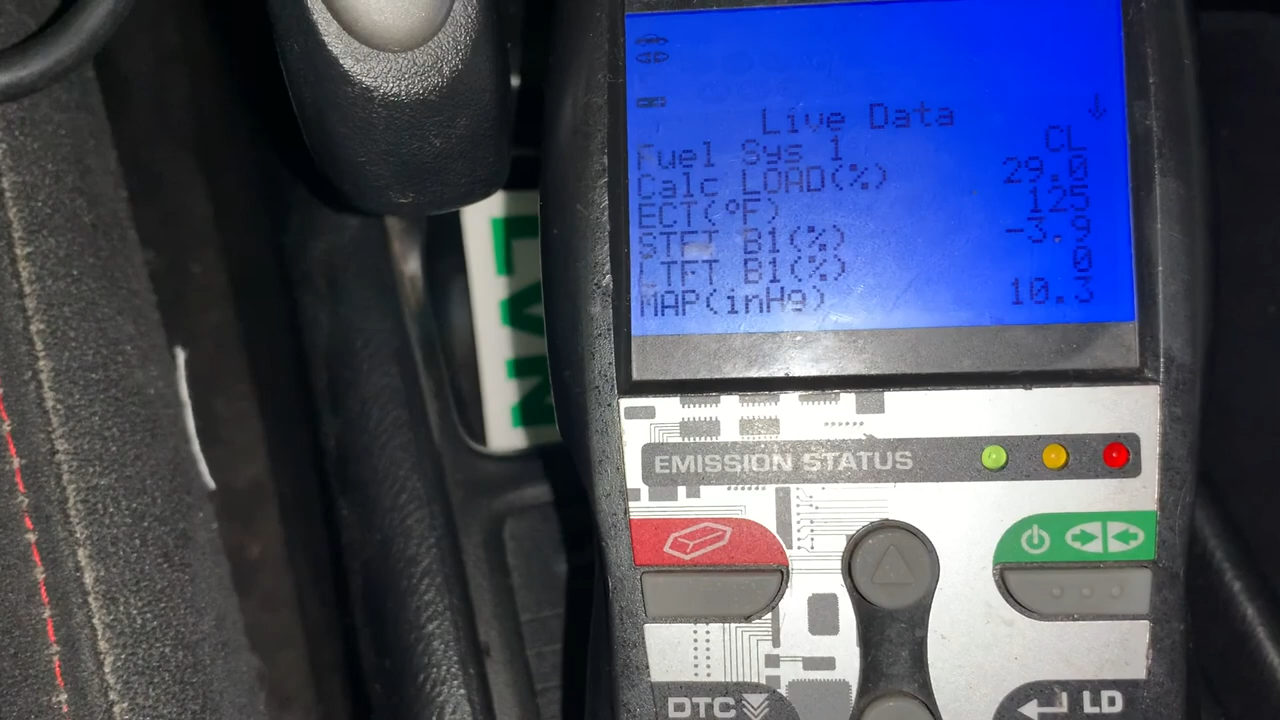 Live Data
Fuel Sys 1 CL
Calc LOAD(%) 29.0
ECT(°F) 125
STFT B1(%) -3.9
LTFT B1(%) 0
MAP(inHg) 10.3
EMISSION STATUS
DTC
LD